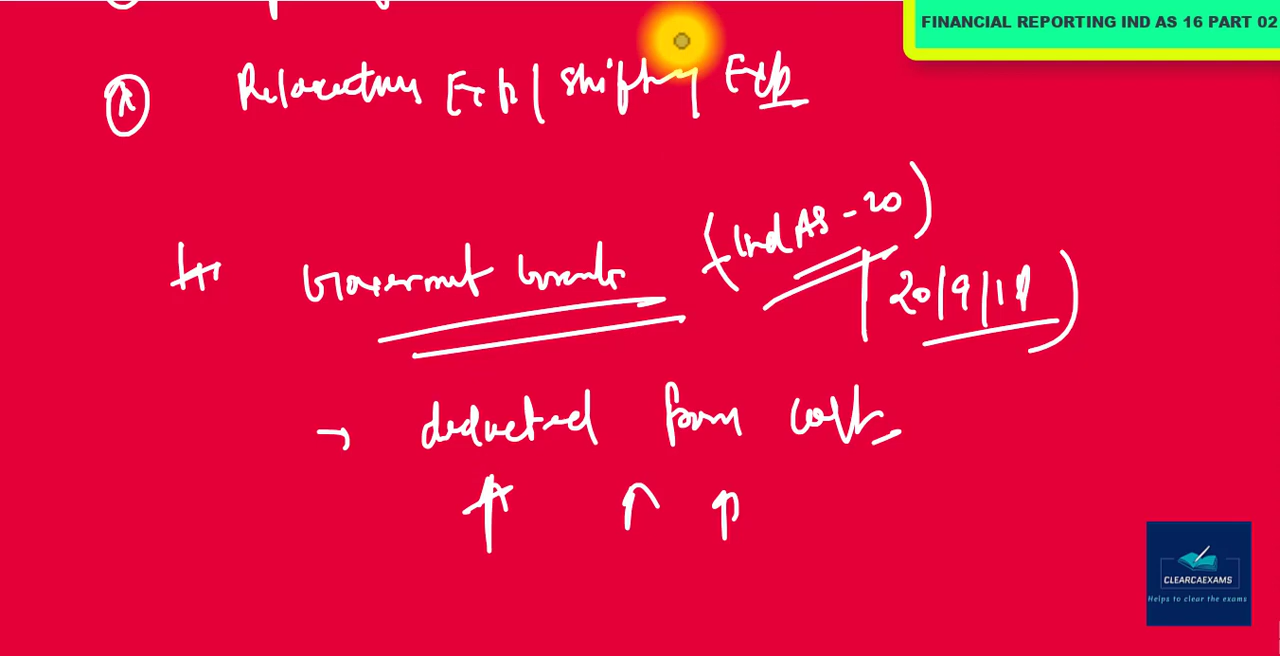 FINANCIAL REPORTING IND AS 16 PART 02
Relocation Exp / Shifting Exp
Government Grants (Ind AS - 20)
20/9/18)
→ deducted from cost
CLEARCAEXAMS
Helps to clear the exams